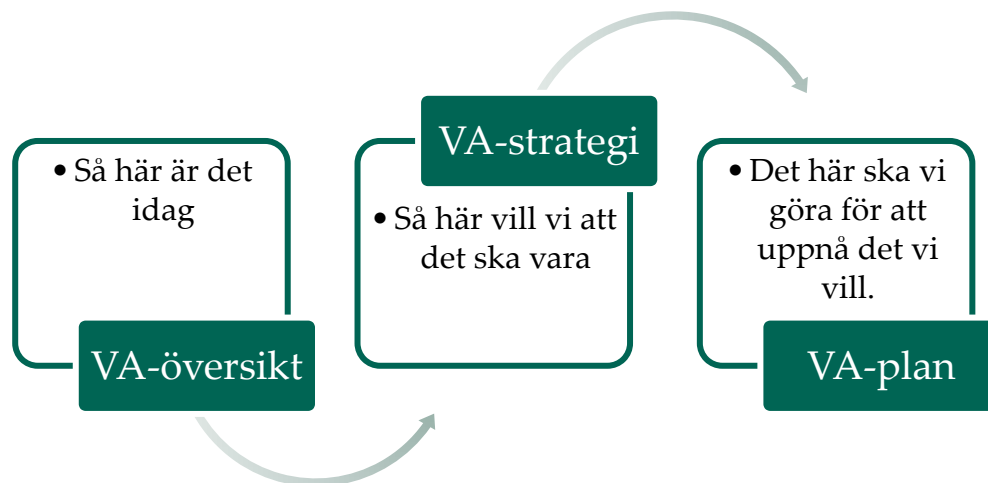 • Så här är det
idag
VA-översikt
VA-strategi
• Så här vill vi att
det ska vara
• Det här ska vi
göra för att
uppnå det vi
vill.
VA-plan